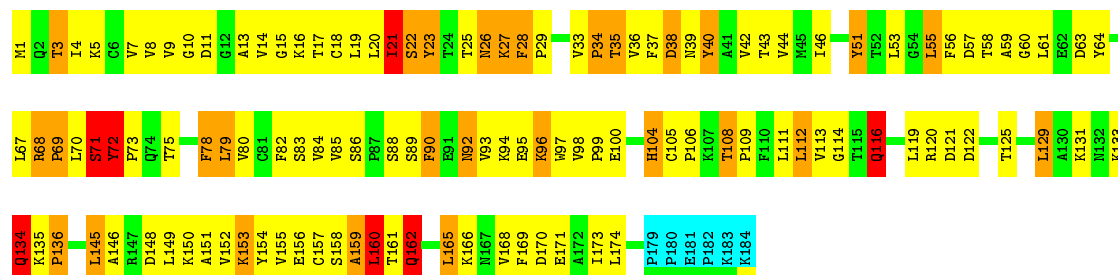 M1 Q2 T3 I4 K5 C6 V7 V8 V9 G10 D11 G12 A13 V14 G15 K16 T17 C18 L19 L20 I21 S22 Y23 T24 T25 N26 K27 F28 P29 V33 P34 T35 V36 F37 D38 N39 Y40 A41 V42 T43 V44 M45 I46 Y51 T52 L53 G54 L55 F56 D57 T58 A59 G60 L61 E62 D63 Y64
L67 R68 P69 L70 S71 Y72 P73 Q74 T75 F78 L79 V80 C81 F82 S83 V84 V85 S86 P87 S88 S89 F90 E91 N92 V93 K94 E95 K96 W97 V98 P99 E100 H104 C105 P106 K107 T108 P109 F110 L111 L112 V113 G114 T115 Q116 L119 R120 D121 D122 T125 L129 A130 K131 N132 K133
Q134 K135 P136 L145 A146 R147 D148 L149 K150 A151 V152 K153 Y154 Y155 E156 C157 S158 A159 L160 T161 Q162 L165 K166 N167 V168 F169 D170 E171 A172 I173 L174 P179 P180 E181 P182 K183 K184